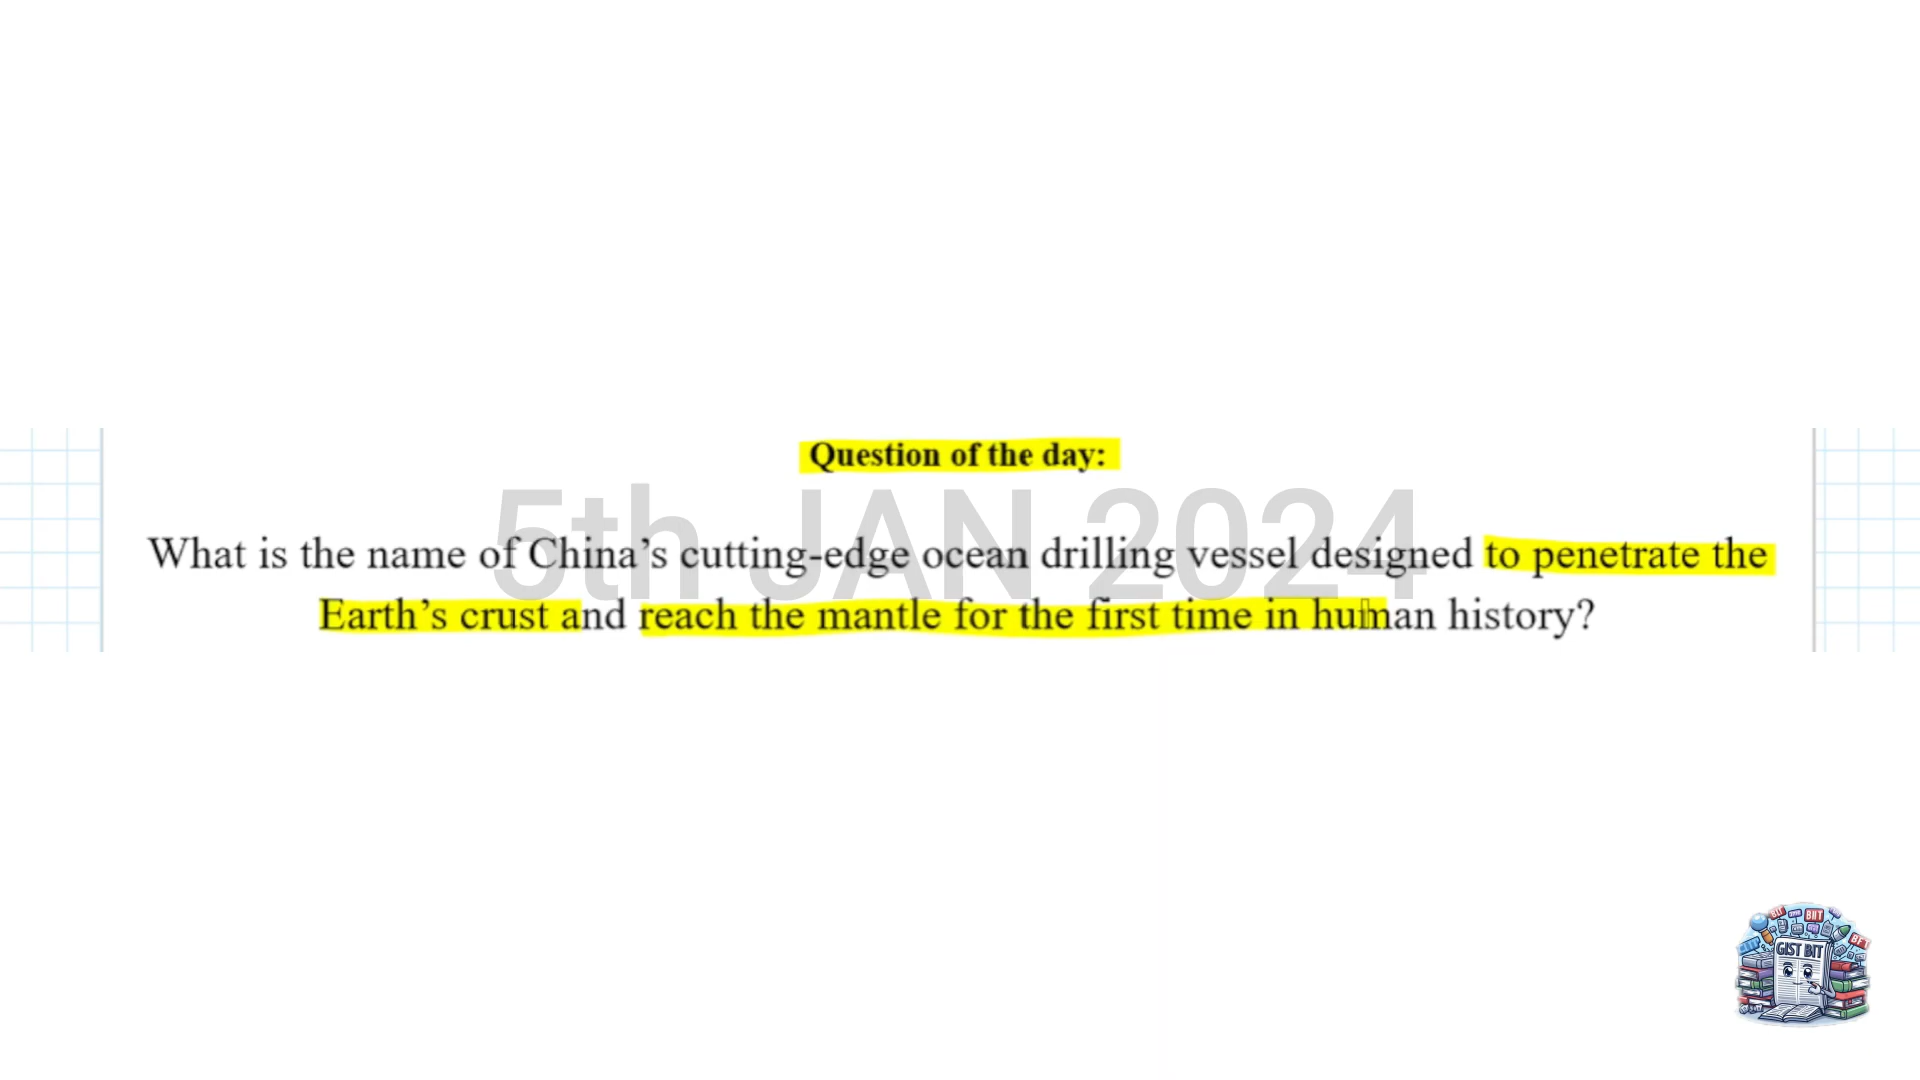 Question of the day:
5th JAN 2024
What is the name of China’s cutting-edge ocean drilling vessel designed to penetrate the
Earth’s crust and reach the mantle for the first time in human history?
GIST BIT